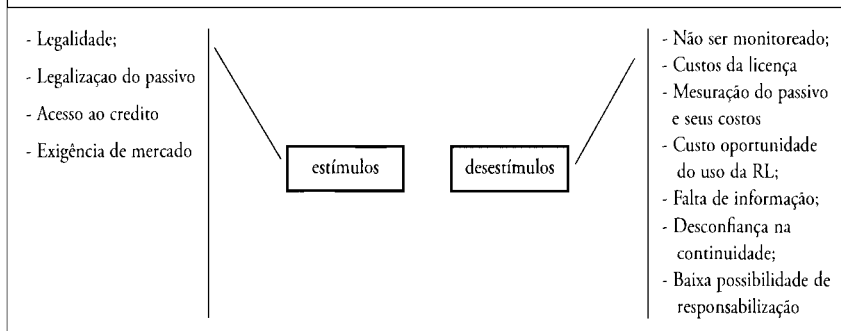 - Legalidade;
- Legalizaçao do passivo
- Acesso ao credito
- Exigência de mercado
estímulos
desestímulos
- Não ser monitoreado;
- Custos da licença
- Mesuração do passivo
e seus costos
- Custo oportunidade
do uso da RL;
- Falta de informação;
- Desconfiança na
continuidade;
- Baixa possibilidade de
responsabilização